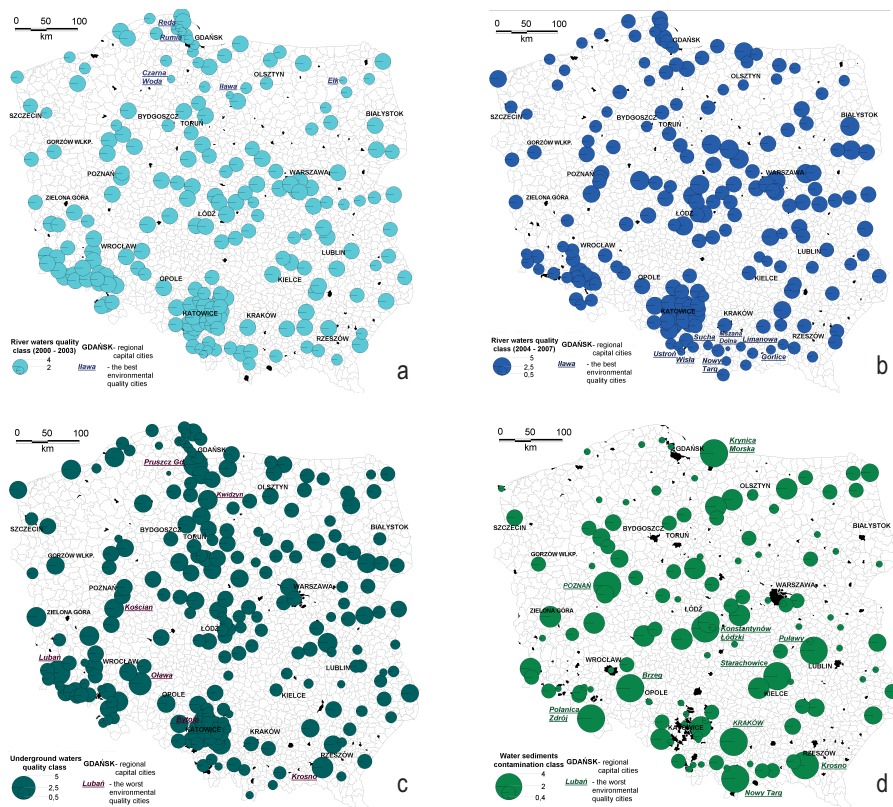 0 50 100
km
Reda
Rumia
GDAŃSK
Czarna
Woda
Iława
OLSZTYN
Ełk
SZCZECIN
BYDGOSZCZ
TORUŃ
BIAŁYSTOK
GORZÓW WLKP.
POZNAŃ
WARSZAWA
ZIELONA GÓRA
ŁÓDŹ
WROCŁAW
LUBLIN
OPOLE
KIELCE
KATOWICE
KRAKÓW
RZESZÓW
River waters quality
class (2000 - 2003)
4
2
GDAŃSK - regional
capital cities
Iława - the best
environmental
quality cities
a
0 50 100
km
GDAŃSK
OLSZTYN
SZCZECIN
BYDGOSZCZ
TORUŃ
BIAŁYSTOK
GORZÓW WLKP.
POZNAŃ
WARSZAWA
ZIELONA GÓRA
ŁÓDŹ
WROCŁAW
LUBLIN
OPOLE
KIELCE
KATOWICE
KRAKÓW
Sucha
Mszana
Dolna
Limanowa
RZESZÓW
Ustroń
Wisła
Nowy
Targ
Gorlice
River waters quality
class (2004 - 2007)
5
2,5
0,5
GDAŃSK - regional
capital cities
Iława - the best
environmental
quality cities
b
0 50 100
km
GDAŃSK
Pruszcz Gd.
Kwidzyn
OLSZTYN
SZCZECIN
BYDGOSZCZ
TORUŃ
BIAŁYSTOK
GORZÓW WLKP.
POZNAŃ
WARSZAWA
Kościan
ZIELONA GÓRA
ŁÓDŹ
Lubań
WROCŁAW
Oława
LUBLIN
OPOLE
KIELCE
Bytom
KATOWICE
KRAKÓW
RZESZÓW
Krosno
Underground waters
quality class
5
2
0,5
GDAŃSK - regional
capital cities
Lubań - the worst
environmental
quality cities
c
0 50 100
km
Krynica
Morska
GDAŃSK
OLSZTYN
SZCZECIN
BYDGOSZCZ
TORUŃ
BIAŁYSTOK
GORZÓW WLKP.
POZNAŃ
WARSZAWA
ZIELONA GÓRA
ŁÓDŹ
Konstantynów
Łódzki
Puławy
WROCŁAW
Starachowice
LUBLIN
Brzeg
OPOLE
KIELCE
Polanica
Zdrój
KATOWICE
KRAKÓW
RZESZÓW
Krosno
Nowy Targ
Water sediments
contamination class
4
2
0,4
GDAŃSK - regional
capital cities
Lubań - the worst
environmental
quality cities
d